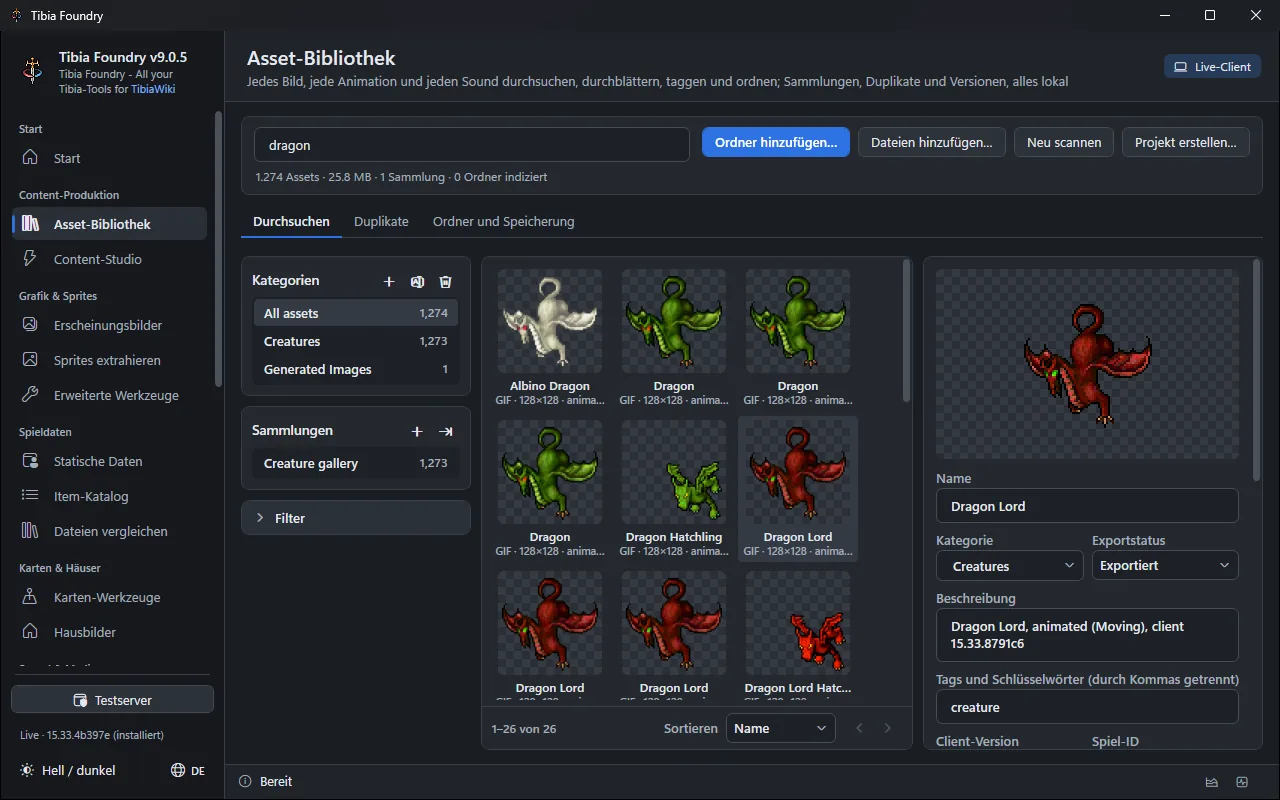 Tibia Foundry
Tibia Foundry v9.0.5
Tibia Foundry - All your
Tibia-Tools for TibiaWiki
Start
Start
Content-Produktion
Asset-Bibliothek
Content-Studio
Grafik & Sprites
Erscheinungsbilder
Sprites extrahieren
Erweiterte Werkzeuge
Spieldaten
Statische Daten
Item-Katalog
Dateien vergleichen
Karten & Häuser
Karten-Werkzeuge
Hausbilder
Testserver
Live · 15.33.4b397e (installiert)
Hell / dunkel
DE
Asset-Bibliothek
Jedes Bild, jede Animation und jeden Sound durchsuchen, durchblättern, taggen und ordnen; Sammlungen, Duplikate und Versionen, alles lokal
Live-Client
dragon
Ordner hinzufügen...
Dateien hinzufügen...
Neu scannen
Projekt erstellen...
1.274 Assets · 25.8 MB · 1 Sammlung · 0 Ordner indiziert
Durchsuchen
Duplikate
Ordner und Speicherung
Kategorien
All assets 1,274
Creatures 1,273
Generated Images 1
Sammlungen
Creature gallery 1,273
Filter
Albino Dragon
GIF · 128×128 · anima...
Dragon
GIF · 128×128 · anima...
Dragon
GIF · 128×128 · anima...
Dragon
GIF · 128×128 · anima...
Dragon Hatchling
GIF · 128×128 · anima...
Dragon Lord
GIF · 128×128 · anima...
Dragon Lord
Dragon Lord
Dragon Lord Hatc...
1–26 von 26
Sortieren
Name
Name
Dragon Lord
Kategorie
Exportstatus
Creatures
Exportiert
Beschreibung
Dragon Lord, animated (Moving), client
15.33.8791c6
Tags und Schlüsselwörter (durch Kommas getrennt)
creature
Client-Version
Spiel-ID
Bereit